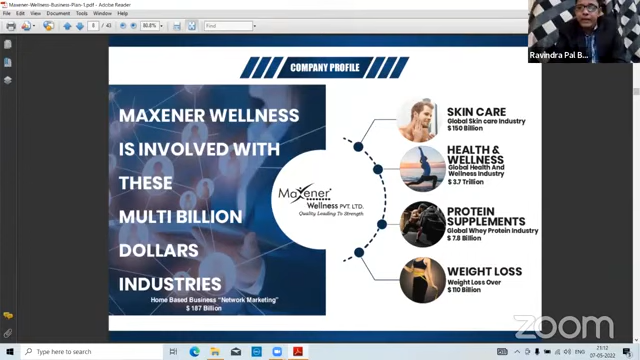 Maxener-Wellness-Business-Plan-1.pdf - Adobe Reader
File Edit View Document Tools Window Help
8 / 43
80.8%
Find
Ravindra Pal B...
COMPANY PROFILE
MAXENER WELLNESS
IS INVOLVED WITH
THESE
MULTI BILLION
DOLLARS
INDUSTRIES
Home Based Business "Network Marketing"
$ 187 Billion
Maxener®
Wellness PVT. LTD.
Quality Leading To Strength
SKIN CARE
Global Skin care Industry
$ 150 Billion
HEALTH &
WELLNESS
Global Health And
Wellness Industry
$ 3.7 Trillion
PROTEIN
SUPPLEMENTS
Global Whey Protein Industry
$ 7.8 Billion
WEIGHT LOSS
Weight Loss Over
$ 110 Billion
zoom
Type here to search
ENG
21:12
07-05-2022